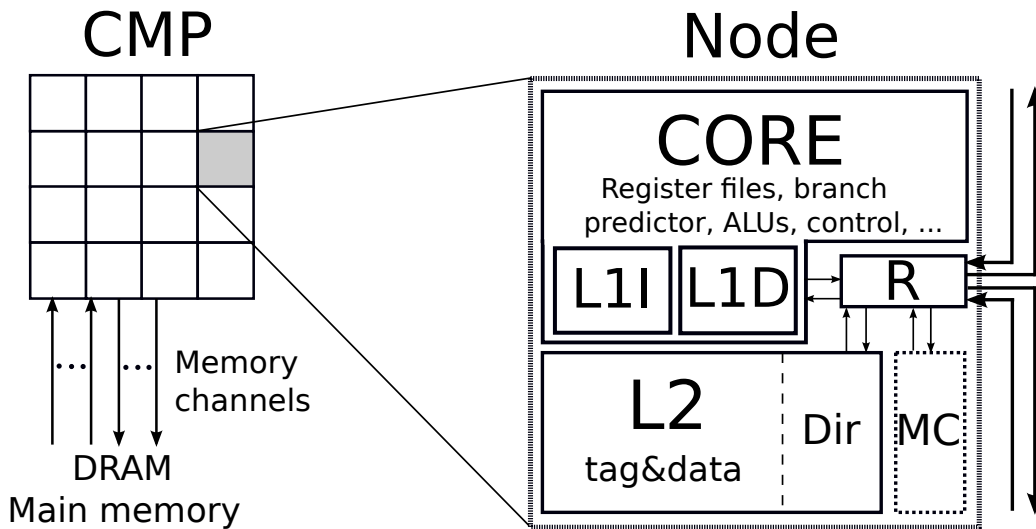 CMP
Node
CORE
Register files, branch
predictor, ALUs, control, ...
L1I
L1D
R
... ...
Memory
channels
L2
Dir
MC
tag&data
DRAM
Main memory